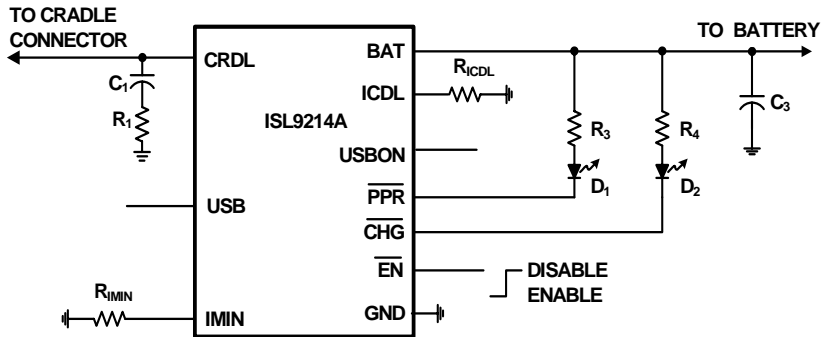 TO CRADLE
CONNECTOR
CRDL
C1
R1
USB
RIMIN
IMIN
ISL9214A
BAT
ICDL
RICDL
USBON
PPR
CHG
EN
GND
DISABLE
ENABLE
R3
D1
R4
D2
TO BATTERY
C3